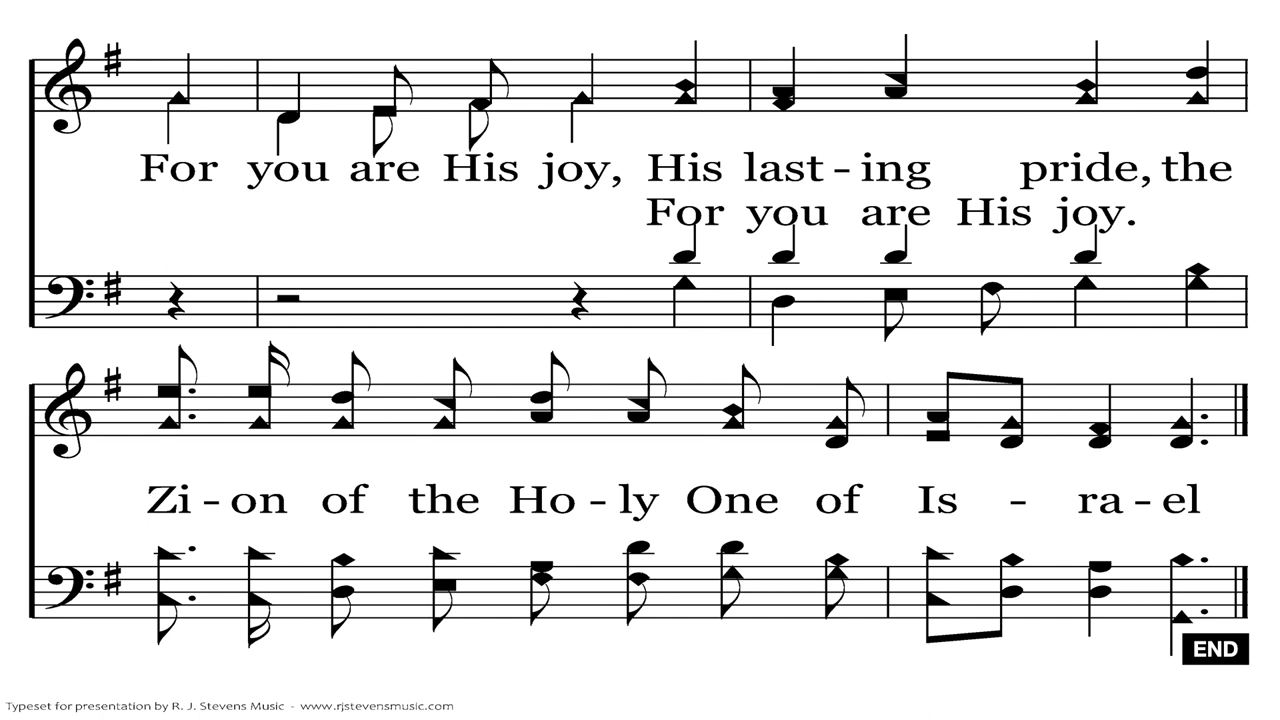 For you are His joy, His last - ing pride, the
For you are His joy.
Zi - on of the Ho - ly One of Is - ra - el
END
Typeset for presentation by R. J. Stevens Music - www.rjstevensmusic.com